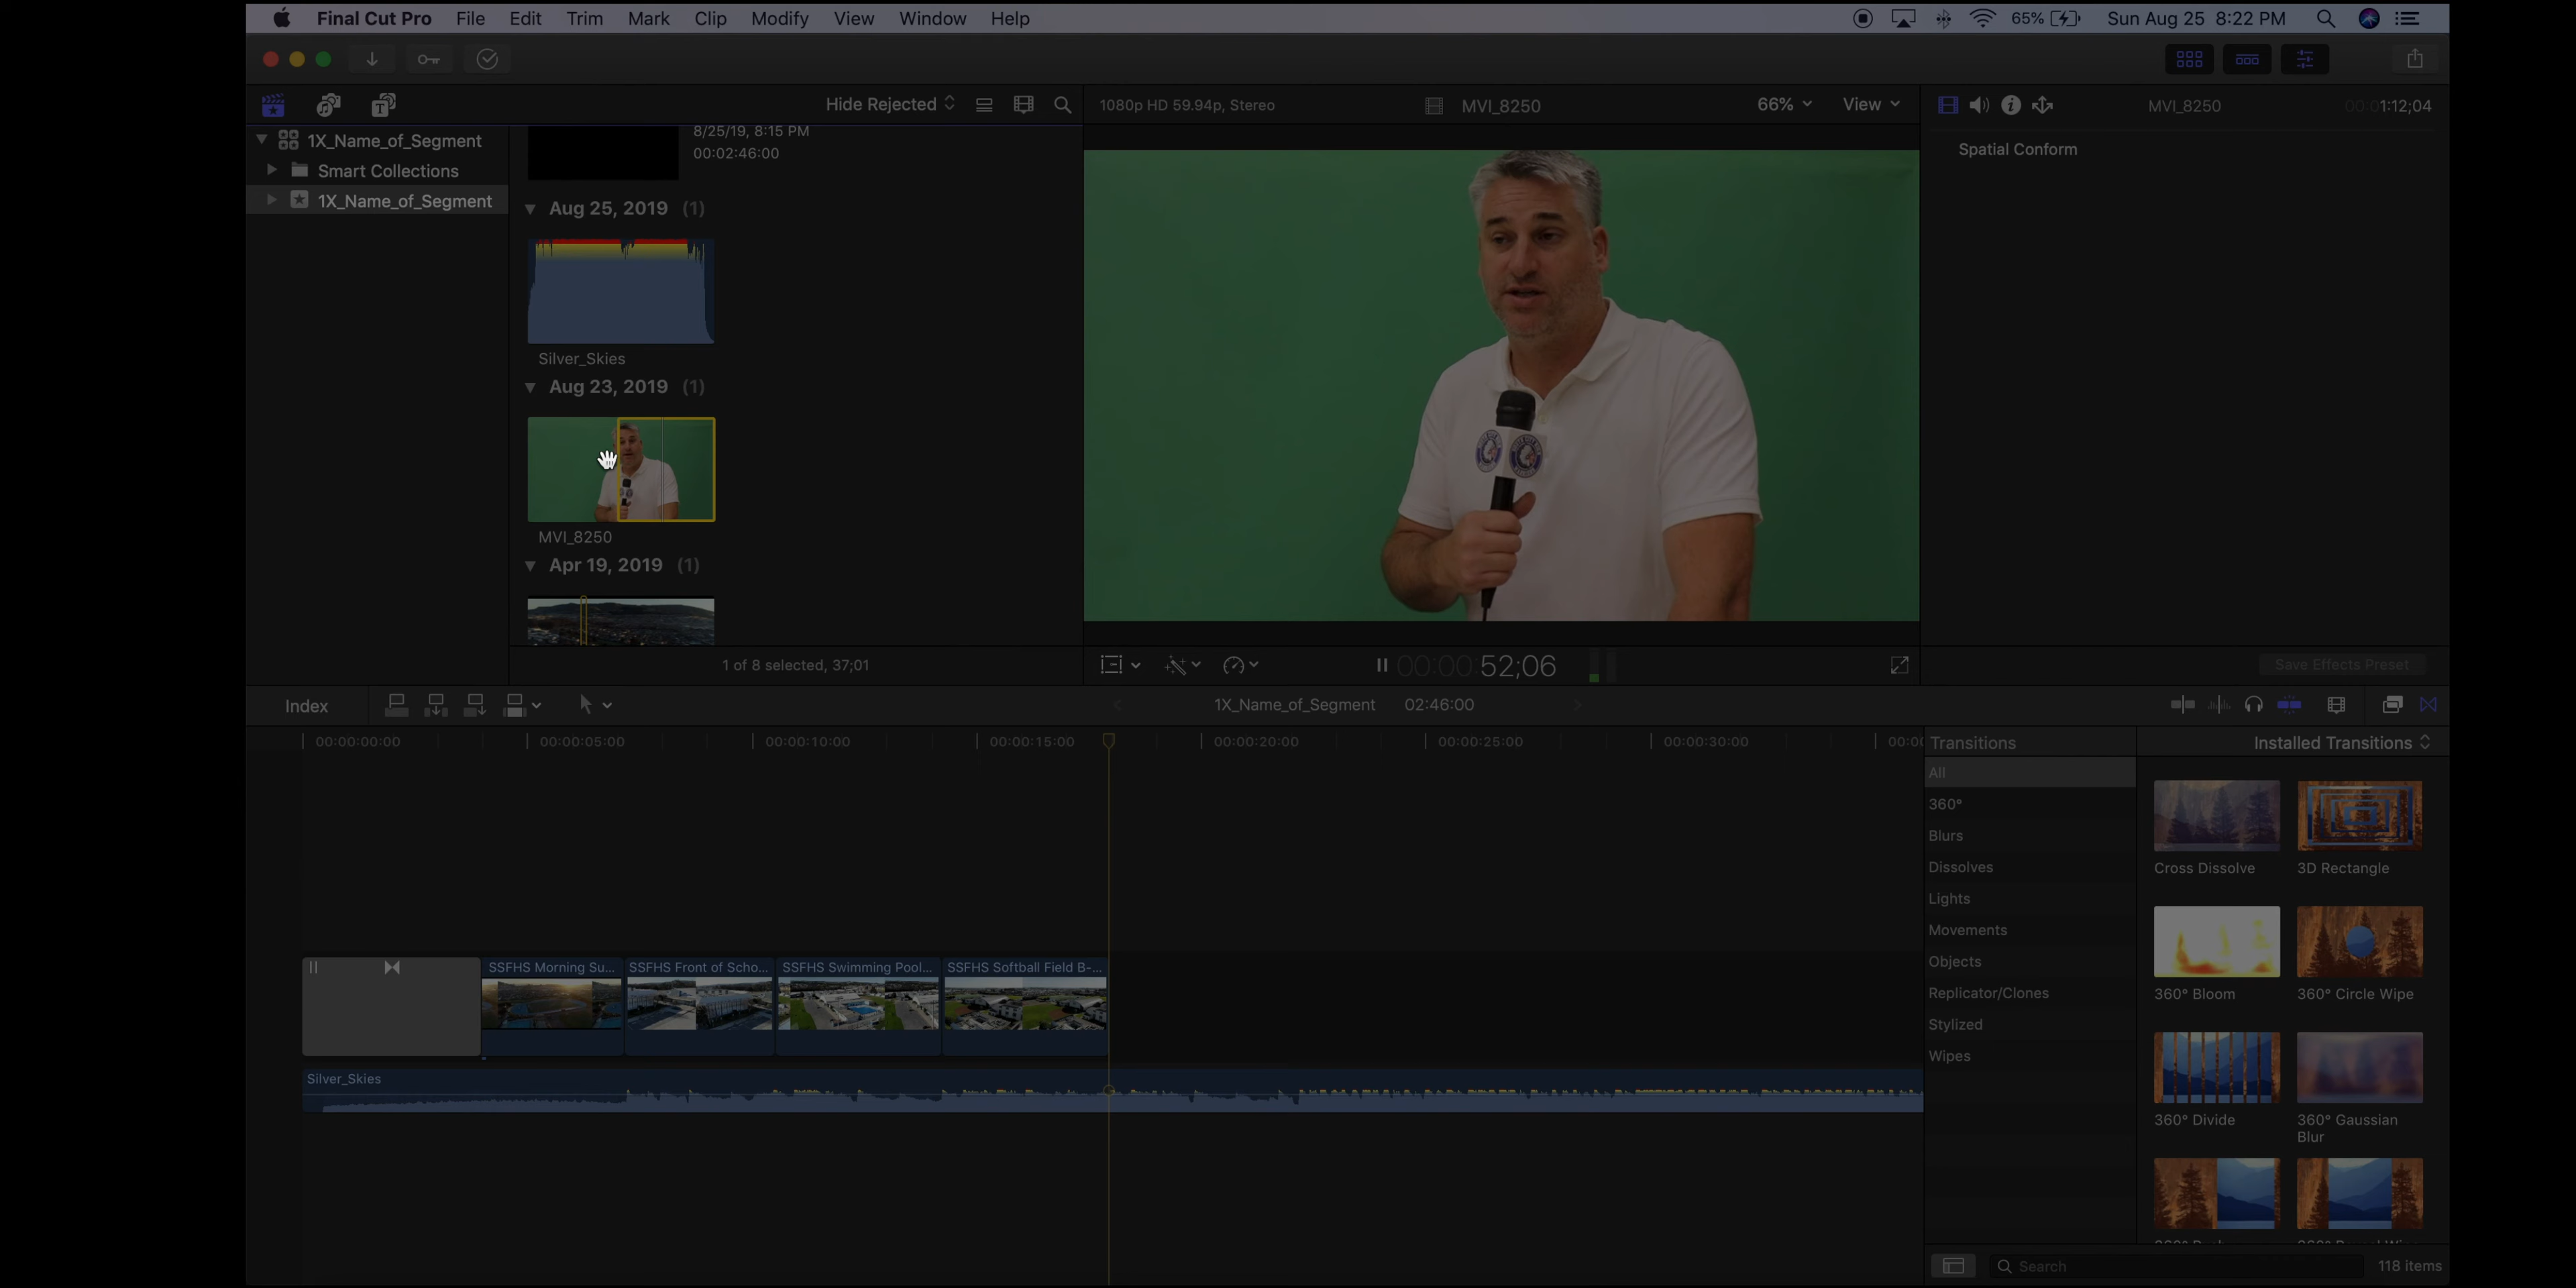 Final Cut Pro File Edit Trim Mark Clip Modify View Window Help
65% Sun Aug 25 8:22 PM
Hide Rejected
1080p HD 59.94p, Stereo
MVI_8250
66% View
MVI_8250
00:01:12;04
1X_Name_of_Segment
Smart Collections
1X_Name_of_Segment
8/25/19, 8:15 PM
00:02:46:00
Aug 25, 2019 (1)
Silver_Skies
Aug 23, 2019 (1)
MVI_8250
Apr 19, 2019 (1)
1 of 8 selected, 37;01
00:00:52;06
Spatial Conform
Save Effects Preset
Index
1X_Name_of_Segment 02:46:00
00:00:00:00 00:00:05:00 00:00:10:00 00:00:15:00 00:00:20:00 00:00:25:00 00:00:30:00
SSFHS Morning Su... SSFHS Front of Scho... SSFHS Swimming Pool... SSFHS Softball Field B-...
Silver_Skies
Transitions
Installed Transitions
All
360°
Blurs
Dissolves
Lights
Movements
Objects
Replicator/Clones
Stylized
Wipes
Cross Dissolve
3D Rectangle
360° Bloom
360° Circle Wipe
360° Divide
360° Gaussian
Blur
Search
118 items